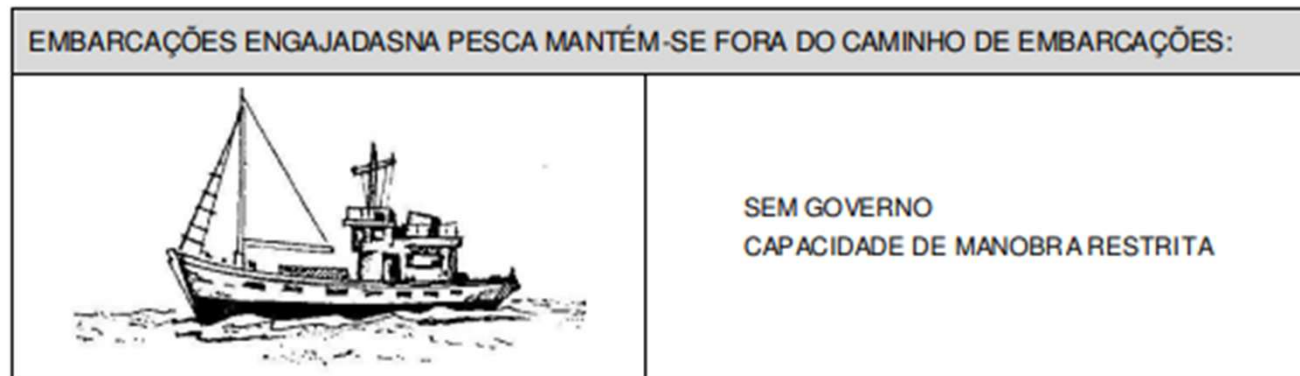 EMBARCAÇÕES ENGAJADASNA PESCA MANTÉM-SE FORA DO CAMINHO DE EMBARCAÇÕES:
SEM GOVERNO
CAPACIDADE DE MANOBRA RESTRITA